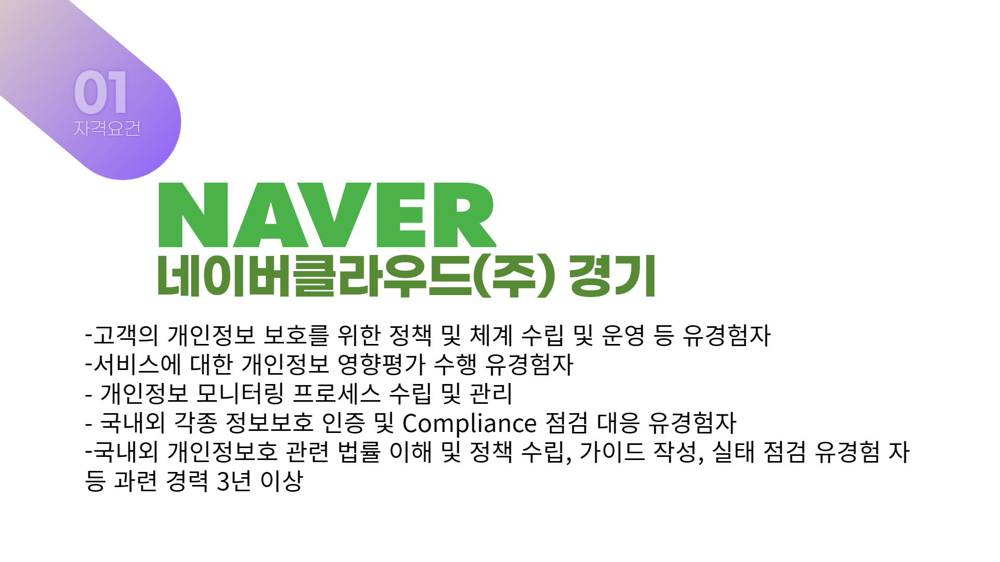 01
자격요건
NAVER
네이버클라우드(주) 경기
-고객의 개인정보 보호를 위한 정책 및 체계 수립 및 운영 등 유경험자
-서비스에 대한 개인정보 영향평가 수행 유경험자
- 개인정보 모니터링 프로세스 수립 및 관리
- 국내외 각종 정보보호 인증 및 Compliance 점검 대응 유경험자
-국내외 개인정보호 관련 법률 이해 및 정책 수립, 가이드 작성, 실태 점검 유경험 자
등 과련 경력 3년 이상